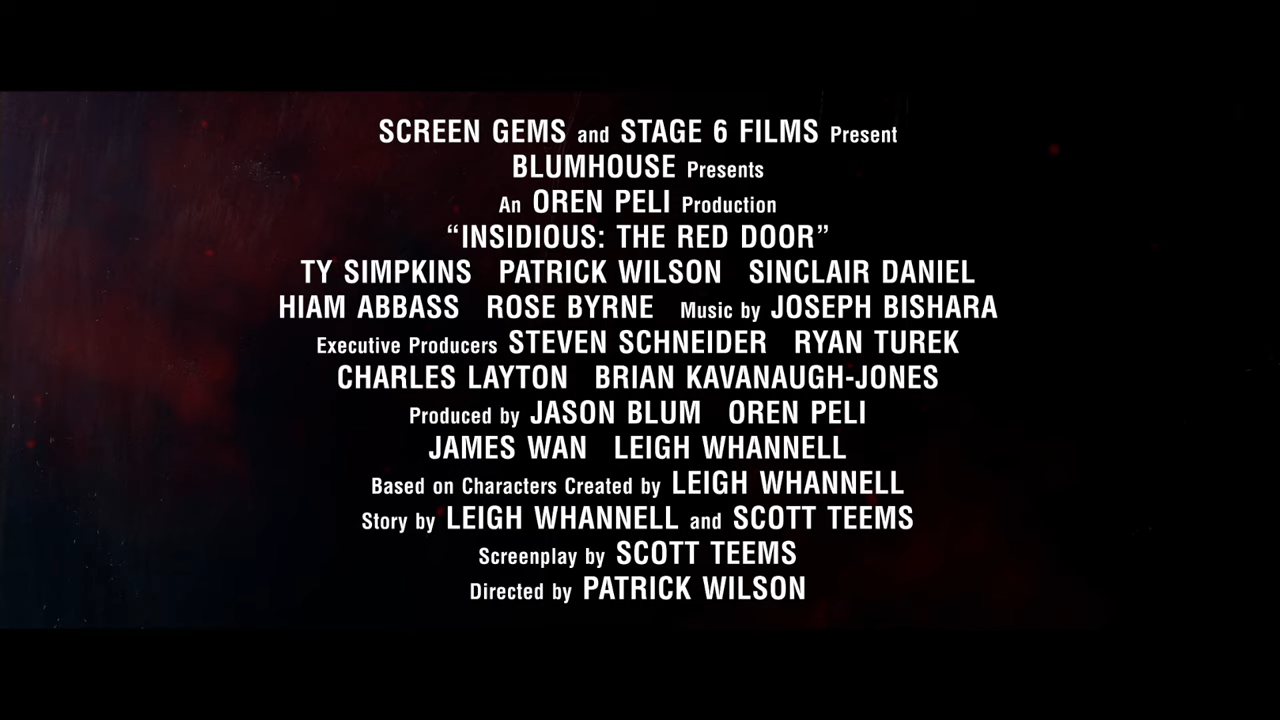 SCREEN GEMS and STAGE 6 FILMS Present
BLUMHOUSE Presents
An OREN PELI Production
“INSIDIOUS: THE RED DOOR”
TY SIMPKINS PATRICK WILSON SINCLAIR DANIEL
HIAM ABBASS ROSE BYRNE Music by JOSEPH BISHARA
Executive Producers STEVEN SCHNEIDER RYAN TUREK
CHARLES LAYTON BRIAN KAVANAUGH-JONES
Produced by JASON BLUM OREN PELI
JAMES WAN LEIGH WHANNELL
Based on Characters Created by LEIGH WHANNELL
Story by LEIGH WHANNELL and SCOTT TEEMS
Screenplay by SCOTT TEEMS
Directed by PATRICK WILSON